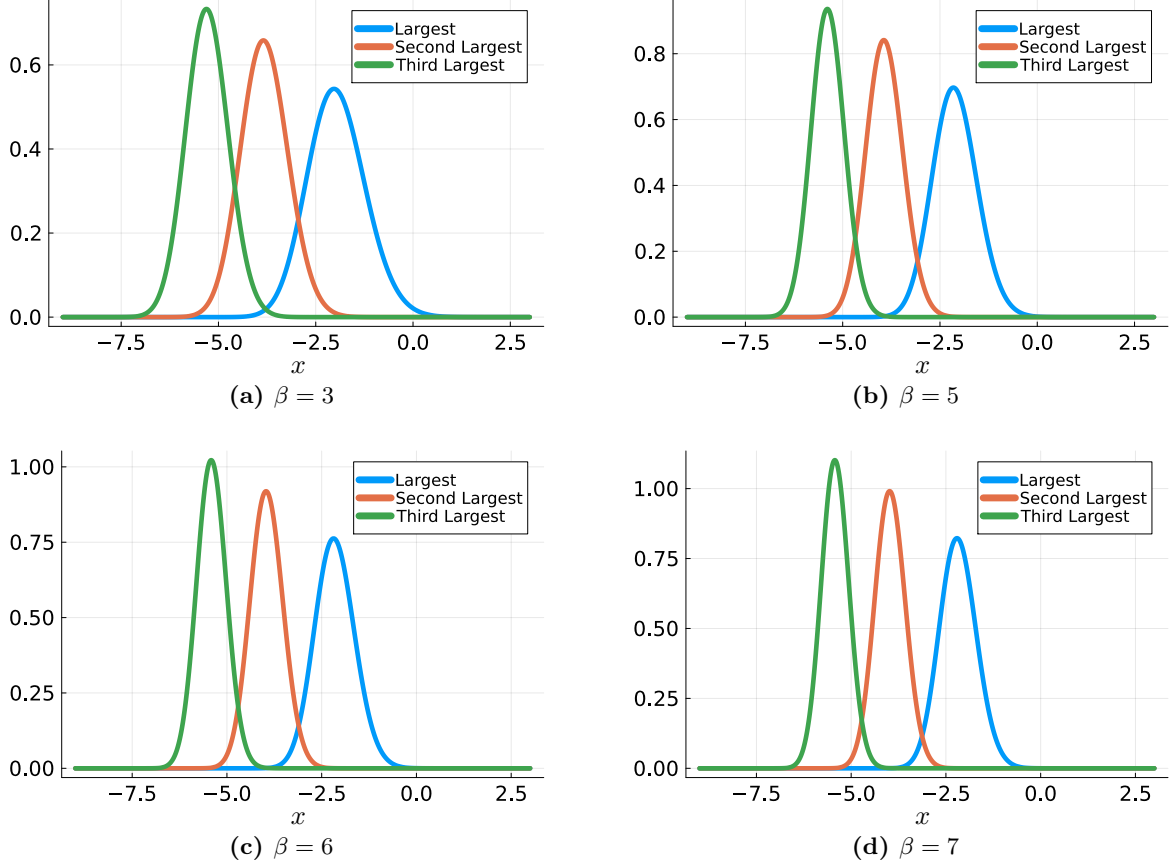 Largest
Second Largest
Third Largest
0.6
0.4
0.2
0.0
−7.5 −5.0 −2.5 0.0 2.5
x
(a) β = 3
Largest
Second Largest
Third Largest
0.8
0.6
0.4
0.2
0.0
−7.5 −5.0 −2.5 0.0 2.5
x
(b) β = 5
Largest
Second Largest
Third Largest
1.00
0.75
0.50
0.25
0.00
−7.5 −5.0 −2.5 0.0 2.5
x
(c) β = 6
Largest
Second Largest
Third Largest
1.00
0.75
0.50
0.25
0.00
−7.5 −5.0 −2.5 0.0 2.5
x
(d) β = 7